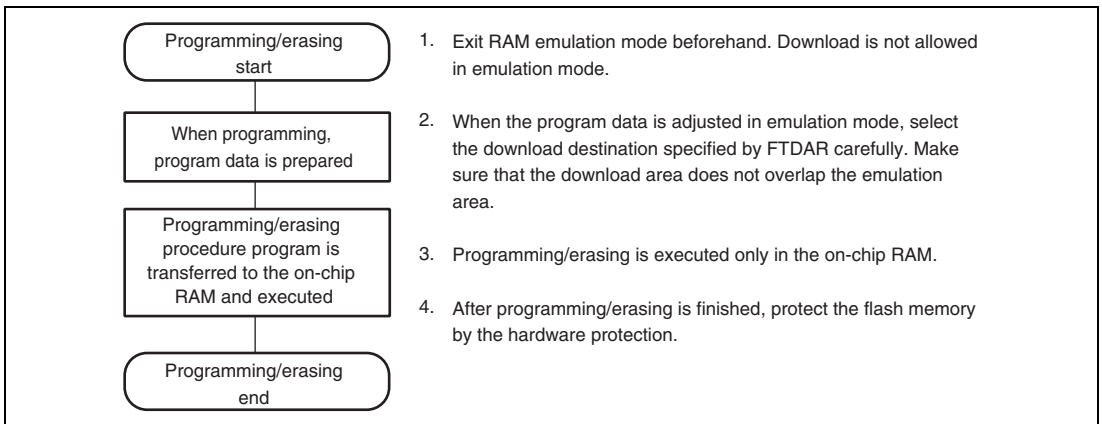 Programming/erasing
start
When programming,
program data is prepared
Programming/erasing
procedure program is
transferred to the on-chip
RAM and executed
Programming/erasing
end
1. Exit RAM emulation mode beforehand. Download is not allowed
in emulation mode.
2. When the program data is adjusted in emulation mode, select
the download destination specified by FTDAR carefully. Make
sure that the download area does not overlap the emulation
area.
3. Programming/erasing is executed only in the on-chip RAM.
4. After programming/erasing is finished, protect the flash memory
by the hardware protection.